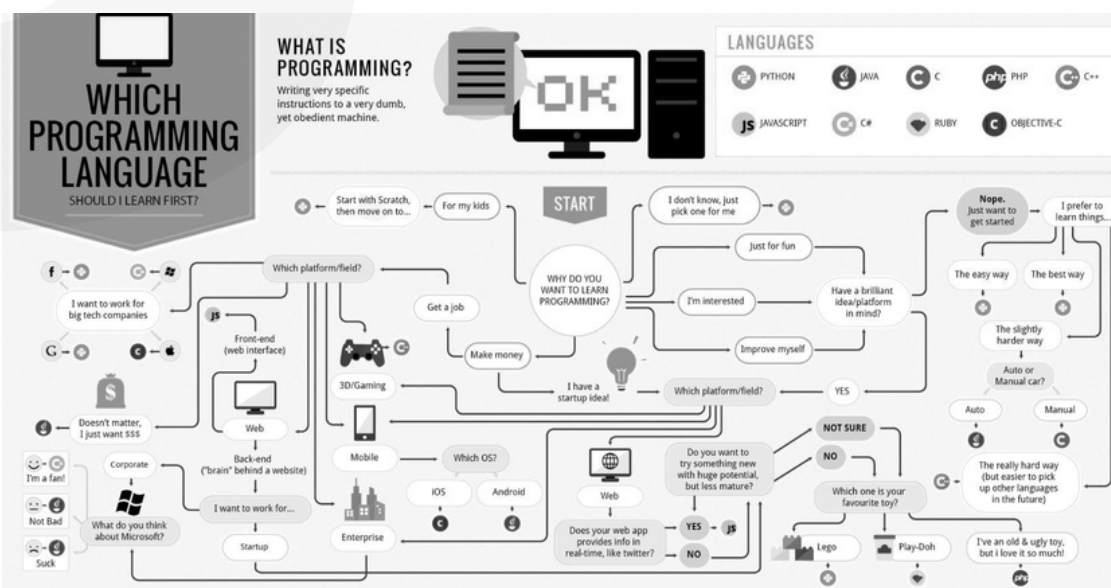 WHICH
PROGRAMMING
LANGUAGE
SHOULD I LEARN FIRST?
WHAT IS
PROGRAMMING?
Writing very specific
instructions to a very dumb,
yet obedient machine.
OK
LANGUAGES
PYTHON
JAVA
C
C
php
PHP
C++
C++
JS
JAVASCRIPT
C#
RUBY
C
OBJECTIVE-C
START
Start with Scratch,
then move on to...
For my kids
I don't know, just
pick one for me
Nope.
Just want to
get started
I prefer to
learn things...
WHY DO YOU
WANT TO LEARN
PROGRAMMING?
Just for fun
I'm interested
Improve myself
Have a brilliant
idea/platform
in mind?
The easy way
The best way
The slightly
harder way
Auto or
Manual car?
Auto
Manual
C
The really hard way
(but easier to pick
up other languages
in the future)
Which platform/field?
Get a job
Make money
I have a
startup idea!
Which platform/field?
YES
f
I want to work for
big tech companies
G
C
JS
Front-end
(web interface)
3D/Gaming
$
Doesn't matter,
I just want $$$
Web
Back-end
("brain" behind a website)
Mobile
Which OS?
iOS
Android
C
I'm a fan!
Not Bad
Suck
Corporate
What do you think
about Microsoft?
I want to work for...
Startup
Enterprise
Web
Does your web app
provides info in
real-time, like twitter?
Do you want to
try something new
with huge potential,
but less mature?
YES
JS
NO
NOT SURE
NO
Which one is your
favourite toy?
Lego
Play-Doh
I've an old & ugly toy,
but i love it so much!
php